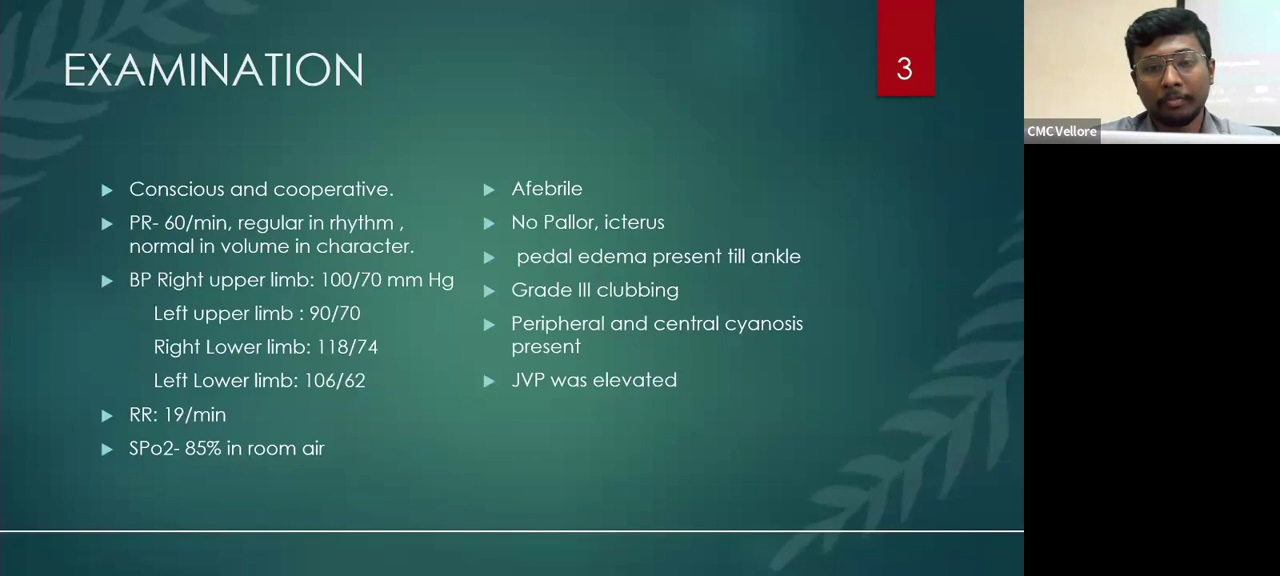 EXAMINATION
3
Conscious and cooperative.
PR- 60/min, regular in rhythm ,
normal in volume in character.
BP Right upper limb: 100/70 mm Hg
Left upper limb : 90/70
Right Lower limb: 118/74
Left Lower limb: 106/62
RR: 19/min
SPo2- 85% in room air
Afebrile
No Pallor, icterus
pedal edema present till ankle
Grade III clubbing
Peripheral and central cyanosis
present
JVP was elevated
CMC Vellore